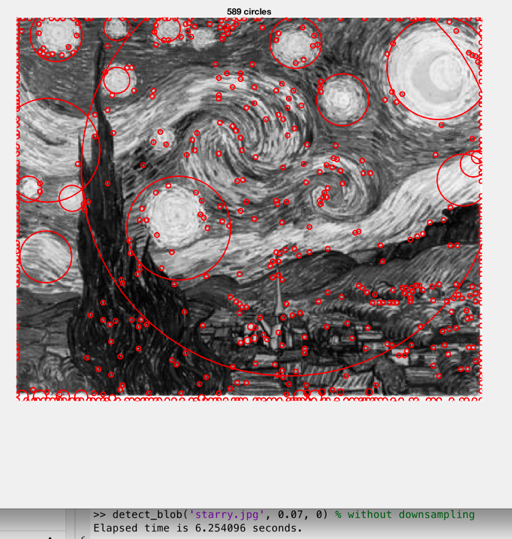 589 circles
>> detect_blob('starry.jpg', 0.07, 0) % without downsampling
Elapsed time is 6.254096 seconds.